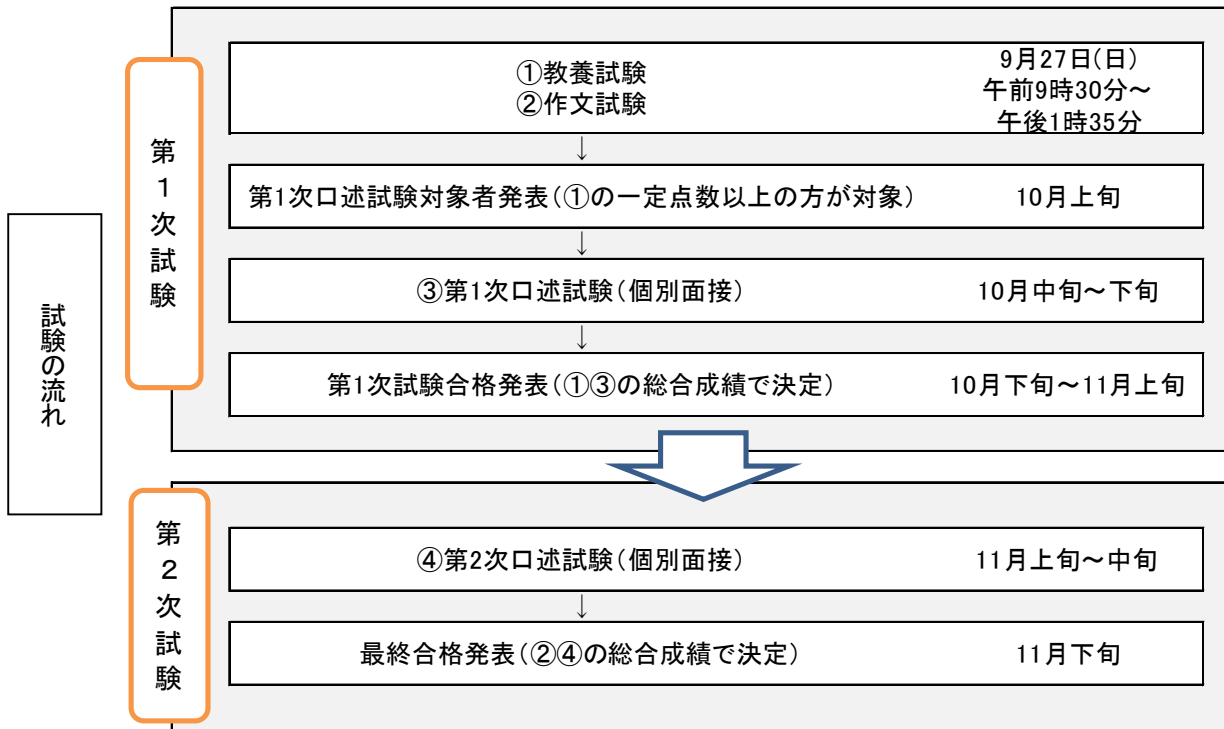 試験の流れ
第1次試験
①教養試験
②作文試験
9月27日(日)
午前9時30分～
午後1時35分
↓
第1次口述試験対象者発表(①の一定点数以上の方が対象)
10月上旬
↓
③第1次口述試験(個別面接)
10月中旬～下旬
↓
第1次試験合格発表(①③の総合成績で決定)
10月下旬～11月上旬
第2次試験
④第2次口述試験(個別面接)
11月上旬～中旬
↓
最終合格発表(②④の総合成績で決定)
11月下旬